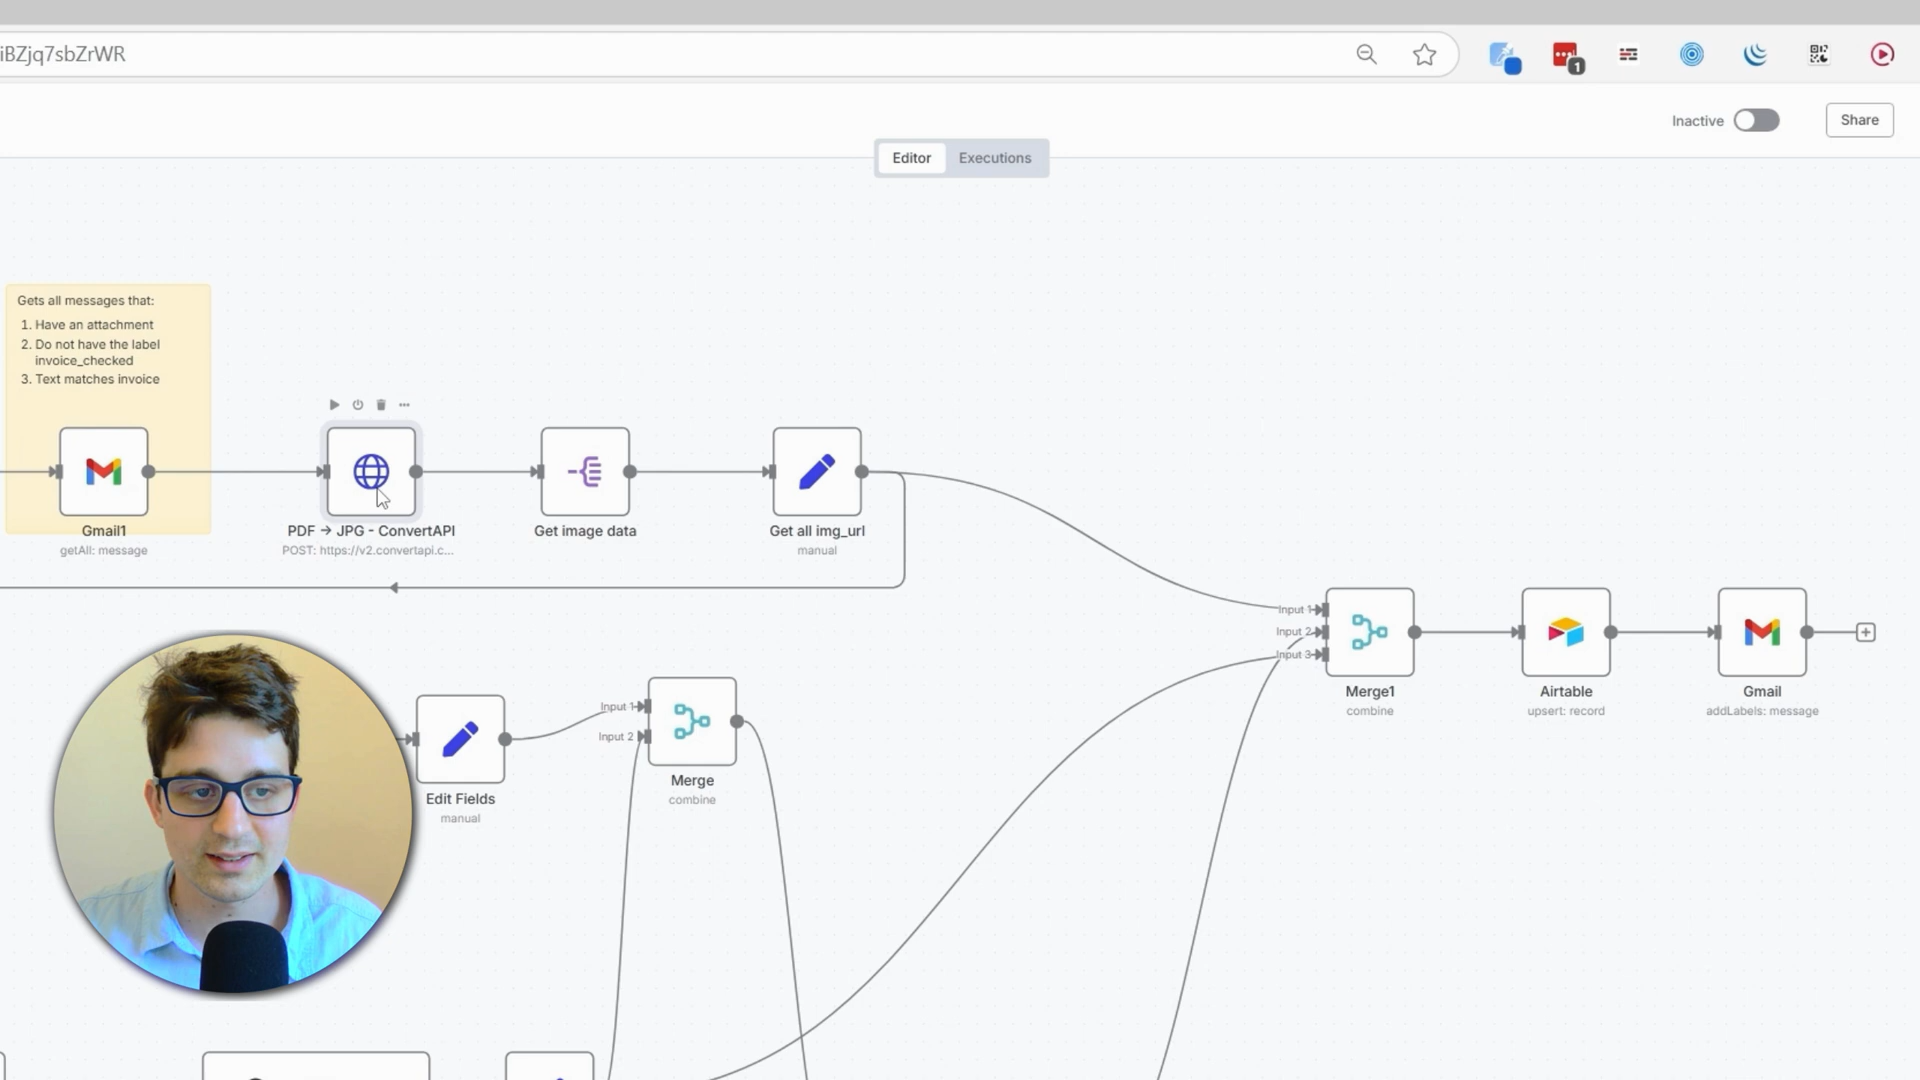 iBZjq7sbZrWR
1
Inactive
Share
Editor
Executions
Gets all messages that:
1. Have an attachment
2. Do not have the label
invoice_checked
3. Text matches invoice
Gmail1
getAll: message
PDF → JPG - ConvertAPI
POST: https://v2.convertapi.c...
Get image data
Get all img_url
manual
Input 1
Input 2
Input 3
Merge1
combine
Airtable
upsert: record
Gmail
addLabels: message
Edit Fields
manual
Input 1
Input 2
Merge
combine